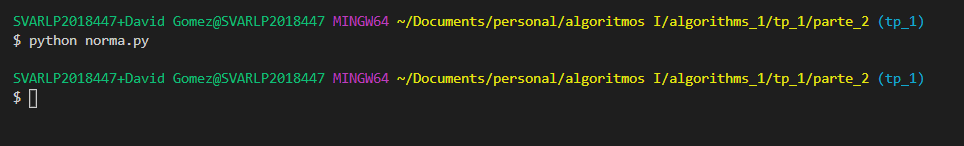 SVARLP2018447+David Gomez@SVARLP2018447 MINGW64 ~/Documents/personal/algoritmos I/algorithms_1/tp_1/parte_2 (tp_1)
$ python norma.py
SVARLP2018447+David Gomez@SVARLP2018447 MINGW64 ~/Documents/personal/algoritmos I/algorithms_1/tp_1/parte_2 (tp_1)
$